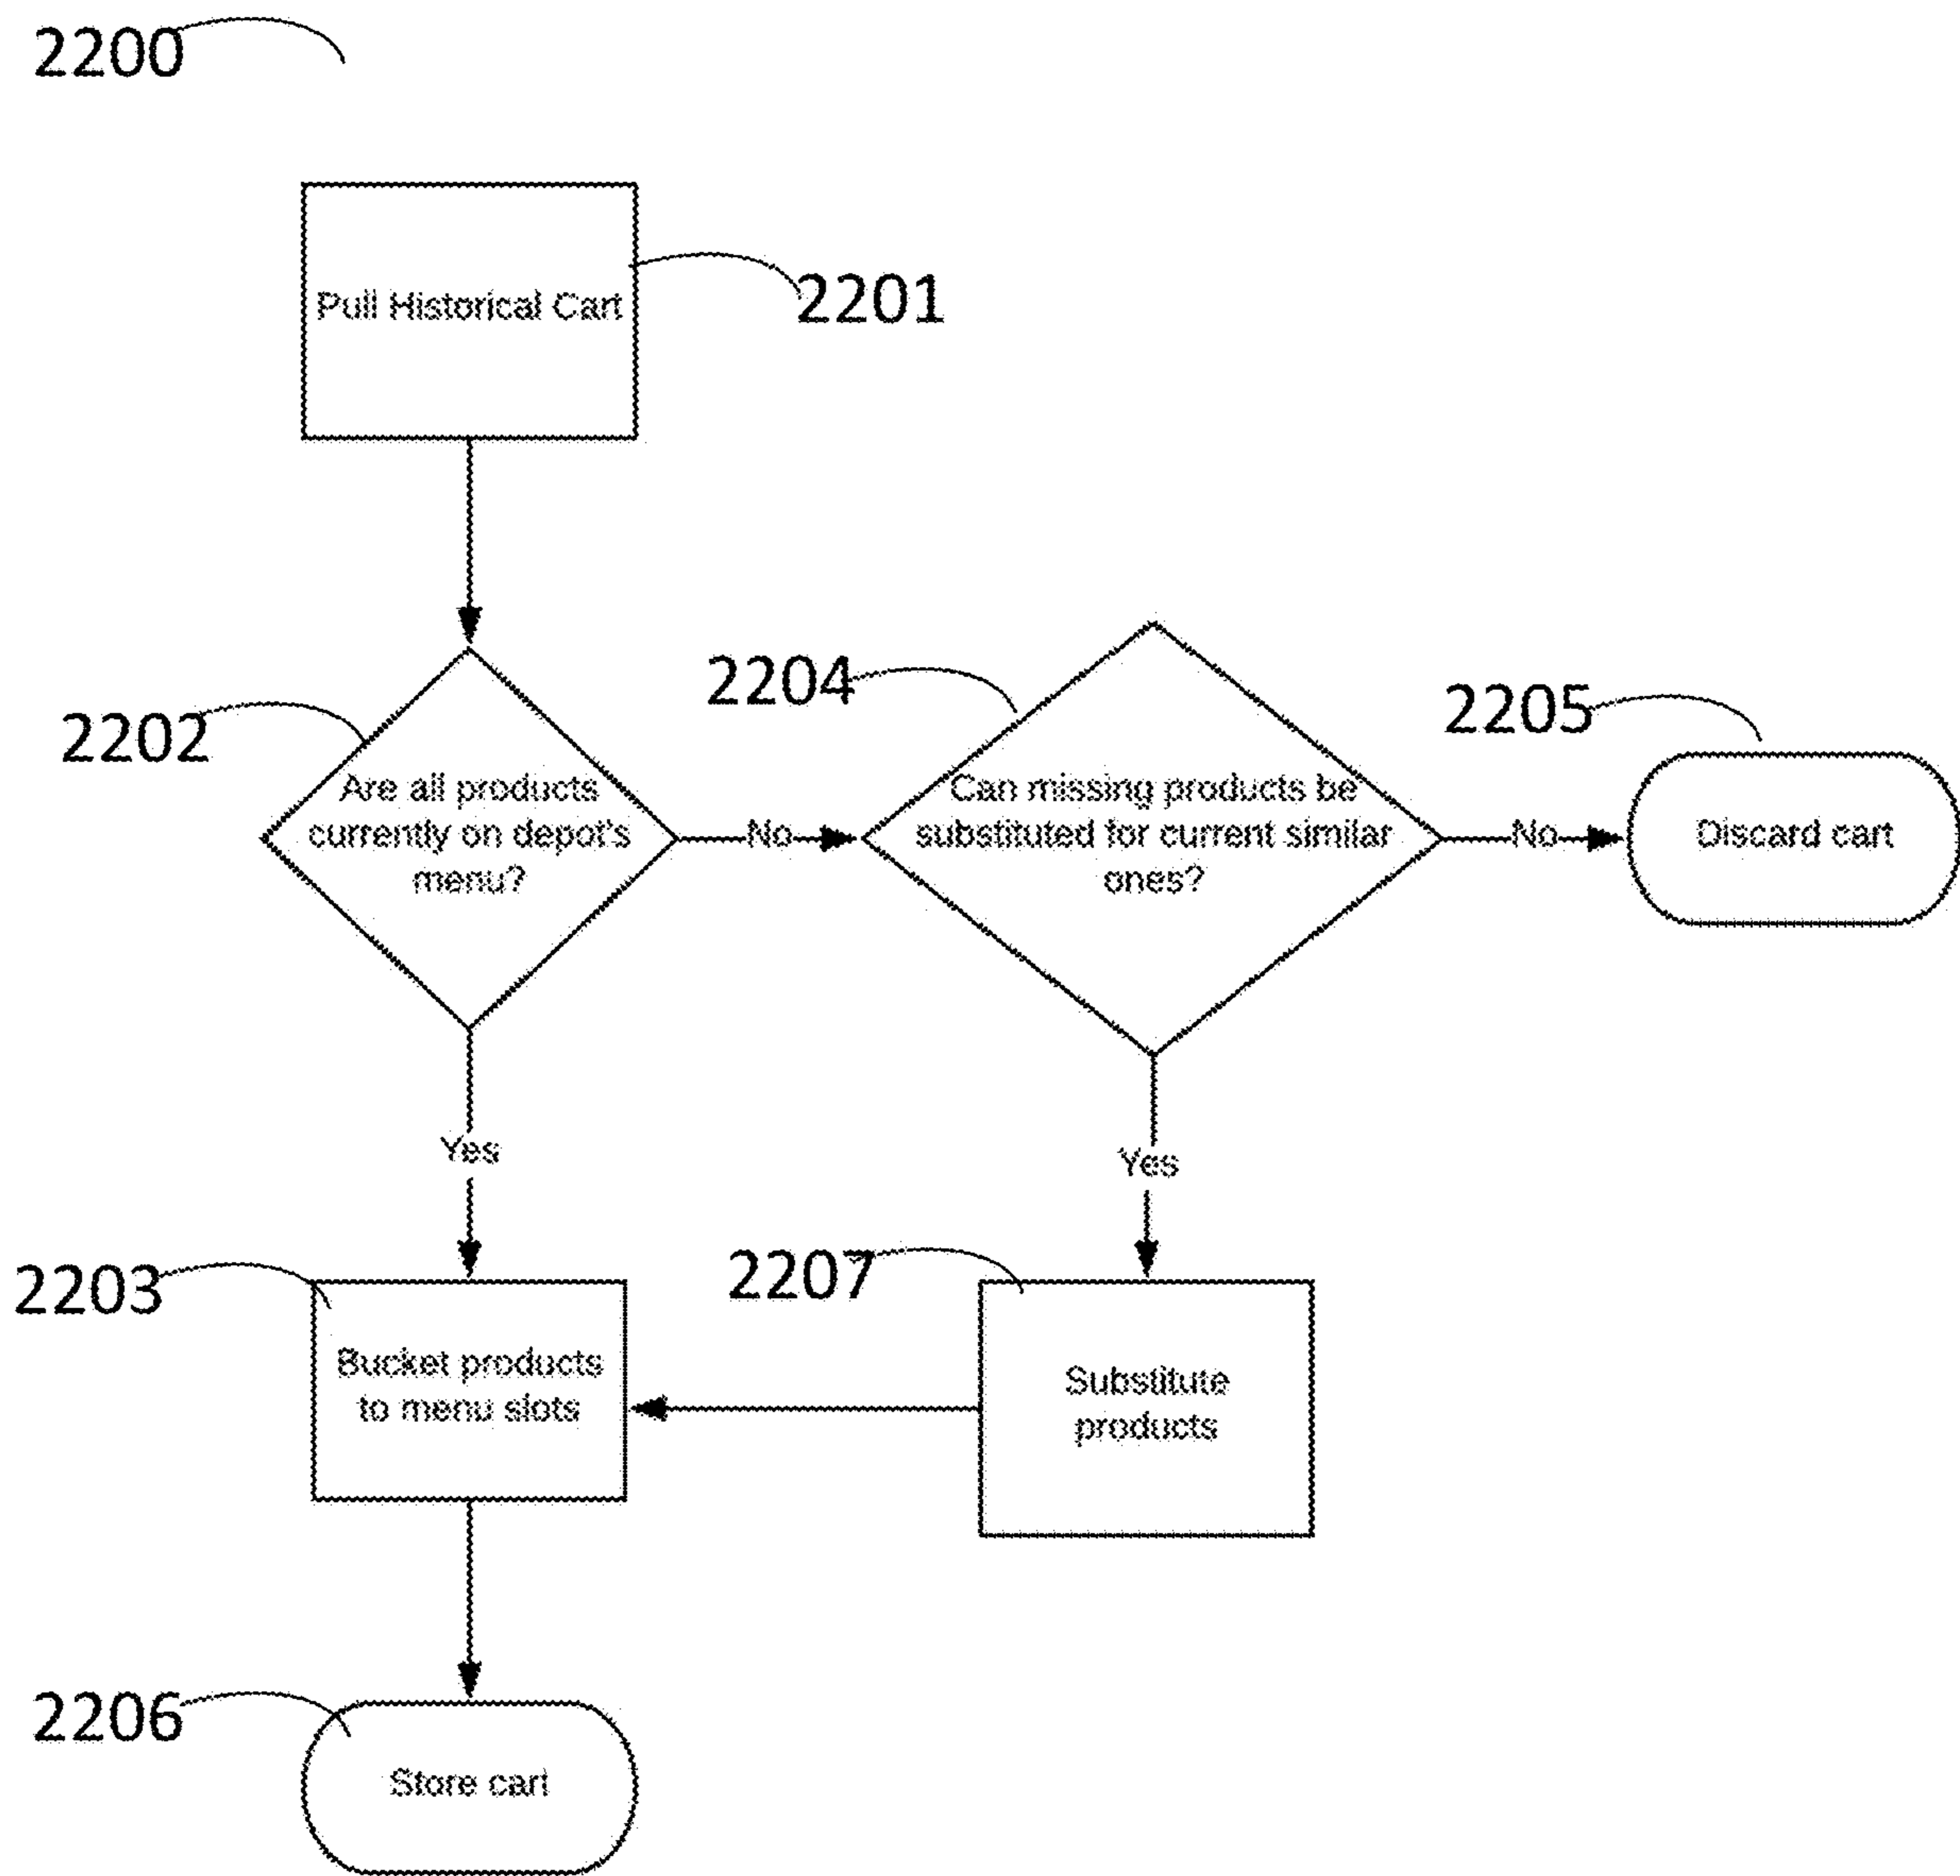 2200
Pull Historical Cart
2201
2202
Are all products
currently on depot's
menu?
No
2204
Can missing products be
substituted for current similar
ones?
No
2205
Discard cart
Yes
Yes
2203
Bucket products
to menu slots
2207
Substitute
products
2206
Store cart